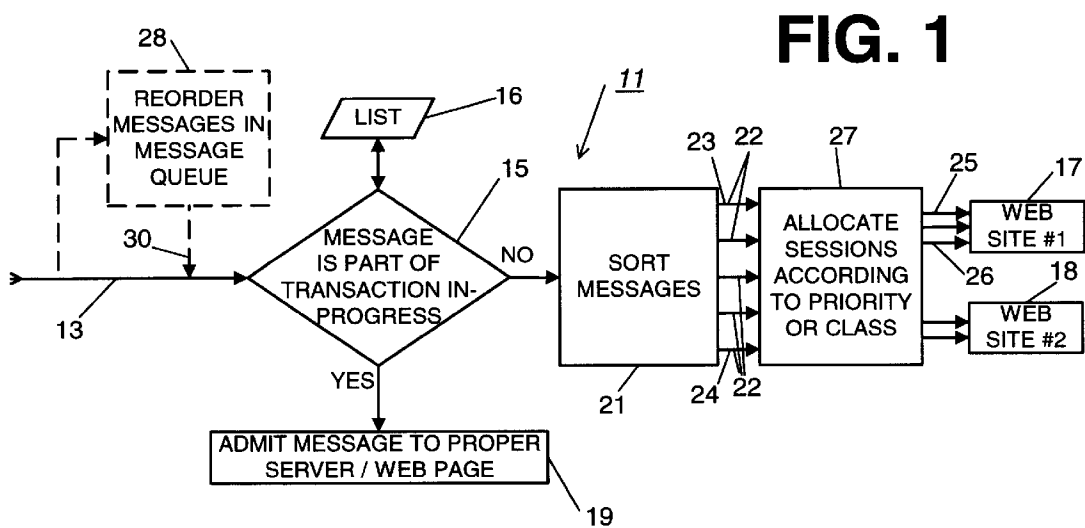 FIG. 1
28
REORDER
MESSAGES IN
MESSAGE
QUEUE
30
13
LIST
16
15
MESSAGE
IS PART OF
TRANSACTION IN-
PROGRESS
NO
YES
ADMIT MESSAGE TO PROPER
SERVER / WEB PAGE
19
11
SORT
MESSAGES
21
23
22
22
22
24
27
ALLOCATE
SESSIONS
ACCORDING
TO PRIORITY
OR CLASS
25
26
17
WEB
SITE #1
18
WEB
SITE #2